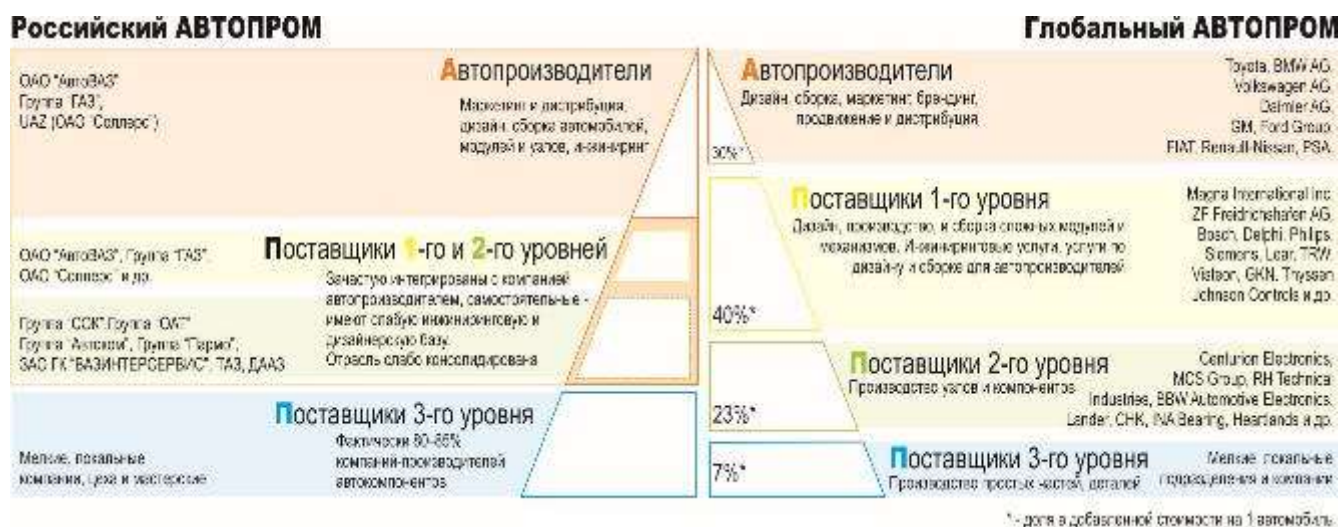 Российский АВТОПРОМ
ОАО "АвтоВАЗ"
Группа "ГАЗ",
UAZ (ОАО "Соллерс")
Автопроизводители
Маркетинг и дистрибуция,
дизайн, сборка автомобилей,
модулей и узлов, инжиниринг
ОАО "АвтоВАЗ", Группа "ГАЗ",
ОАО "Соллерс" и др.
Поставщики 1-го и 2-го уровней
Зачастую интегрированы с компанией
автопроизводителем, самостоятельные -
имеют слабую инжиниринговую и
дизайнерскую базу.
Отрасль слабо консолидирована
Группа "ССК" Группа "ОАТ"
Группа "Автоком", Группа
ЗАО ГК "ВАЗИНТЕРСЕРВИС", ТАЗ, ДААЗ
Поставщики 3-го уровня
Фактически 80-85%
компаний-производителей
автокомпонентов
Мелкие, локальные
компании, цеха и мастерские
Глобальный АВТОПРОМ
Автопроизводители
Дизайн, сборка, маркетинг, брендинг,
продвижение и дистрибуция
30%*
Toyota, BMW AG,
Volkswagen AG,
Daimler AG,
GM, Ford Group,
FIAT, Renault-Nissan, PSA.
Поставщики 1-го уровня
Дизайн, производство, и сборка сложных модулей и
механизмов. Инжиниринговые услуги, услуги по
дизайну и сборке для автопроизводителей
40%*
Magna International Inc.
ZF Freidrichshafen AG,
Bosch, Delphi, Philips,
Siemens, Lear, TRW,
Visteon, GKN, Thyssen
Johnson Controls и др.
Поставщики 2-го уровня
Производство узлов и компонентов
23%*
Centurion Electronics,
MCS Group, RH Technical
Industries, BBW Automotive Electronics,
Lander, CHK, INA Bearing, Heartlands и др.
Поставщики 3-го уровня
Производство простых частей, деталей
7%*
Мелкие локальные
подразделения и компании
* - доля в добавленной стоимости на 1 автомобиль